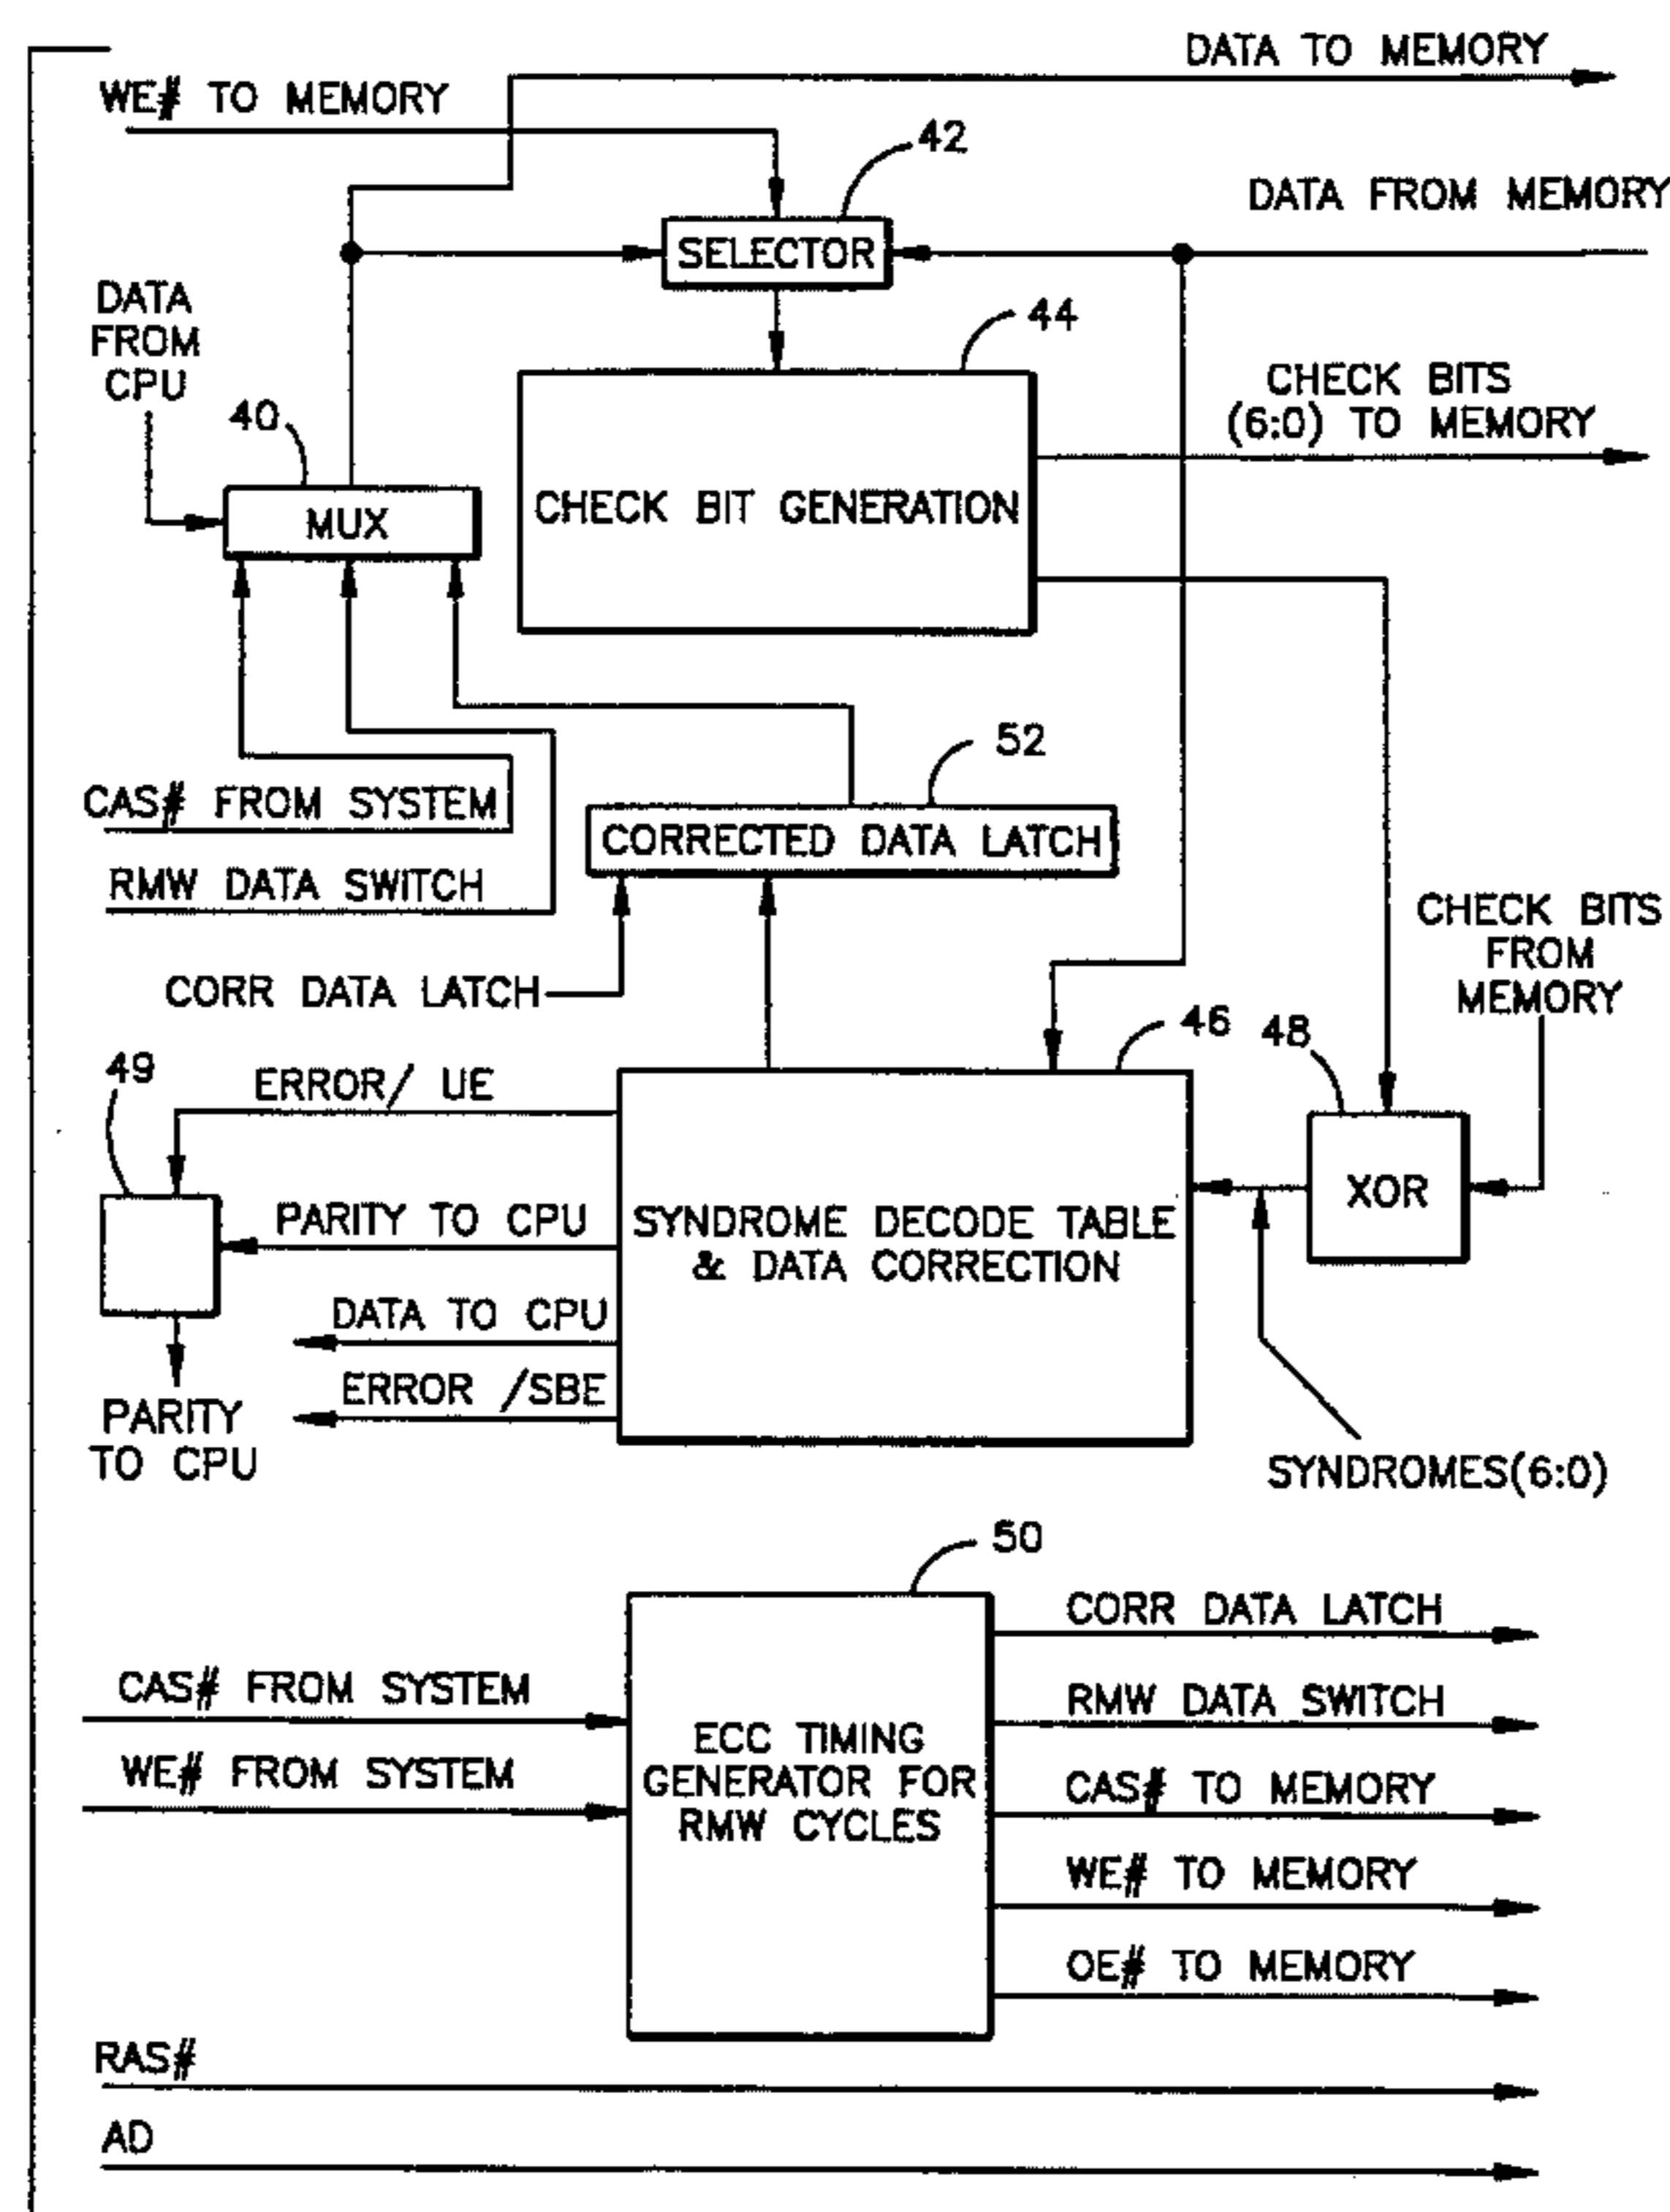 DATA TO MEMORY
WE# TO MEMORY
42
DATA FROM MEMORY
SELECTOR
DATA
FROM
CPU
44
CHECK BITS
(6:0) TO MEMORY
40
MUX
CHECK BIT GENERATION
52
CAS# FROM SYSTEM
CORRECTED DATA LATCH
RMW DATA SWITCH
CHECK BITS
FROM
MEMORY
CORR DATA LATCH
46
48
49
ERROR/ UE
XOR
PARITY TO CPU
SYNDROME DECODE TABLE
& DATA CORRECTION
DATA TO CPU
ERROR /SBE
PARITY
TO CPU
SYNDROMES(6:0)
50
CORR DATA LATCH
CAS# FROM SYSTEM
RMW DATA SWITCH
ECC TIMING
GENERATOR FOR
RMW CYCLES
WE# FROM SYSTEM
CAS# TO MEMORY
WE# TO MEMORY
OE# TO MEMORY
RAS#
AD